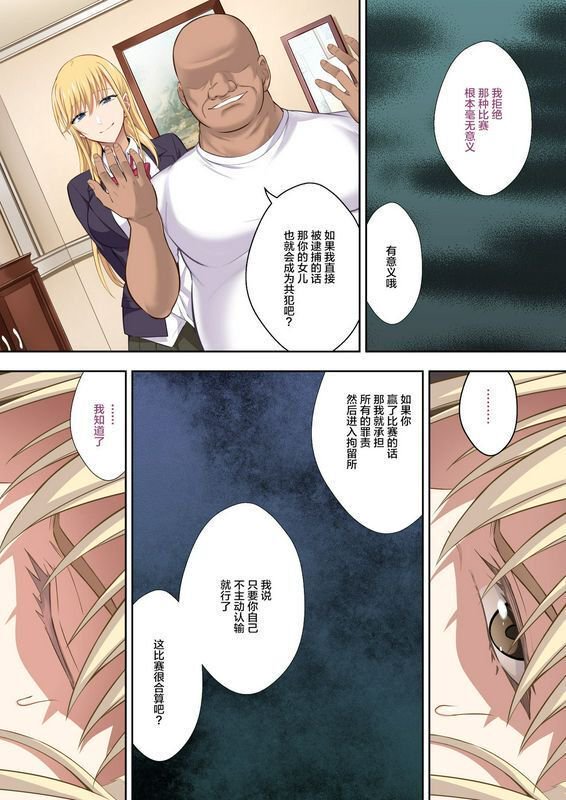 我拒绝
那种比赛
根本毫无意义
有意义哦
如果我直接
被逮捕的话
那你的女儿
也就会成为共犯吧？
………
如果你
赢了比赛的话
那我就承担
所有的罪责
然后进入拘留所
我说
只要你自己
不主动认输
就行了
这比赛很合算吧？
……
我知道了